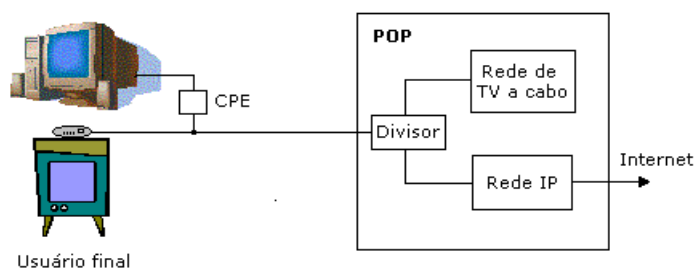 POP
Rede de
TV a cabo
CPE
Divisor
Internet
Rede IP
Usuário final